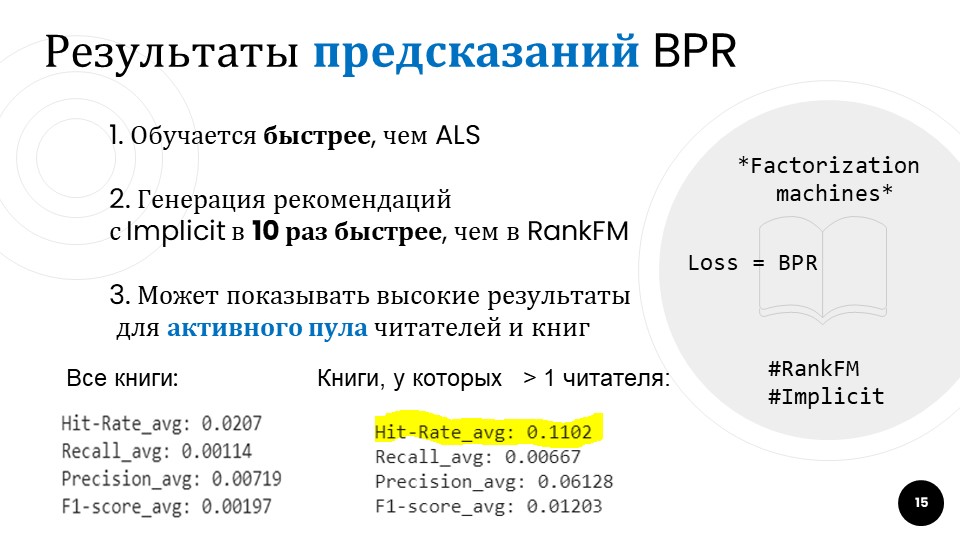 Результаты предсказаний BPR
1. Обучается быстрее, чем ALS
2. Генерация рекомендаций
с Implicit в 10 раз быстрее, чем в RankFM
3. Может показывать высокие результаты
для активного пула читателей и книг
*Factorization
machines*
Loss = BPR
#RankFM
#Implicit
Все книги:
Hit-Rate_avg: 0.0207
Recall_avg: 0.00114
Precision_avg: 0.00719
F1-score_avg: 0.00197
Книги, у которых > 1 читателя:
Hit-Rate_avg: 0.1102
Recall_avg: 0.00667
Precision_avg: 0.06128
F1-score_avg: 0.01203
15